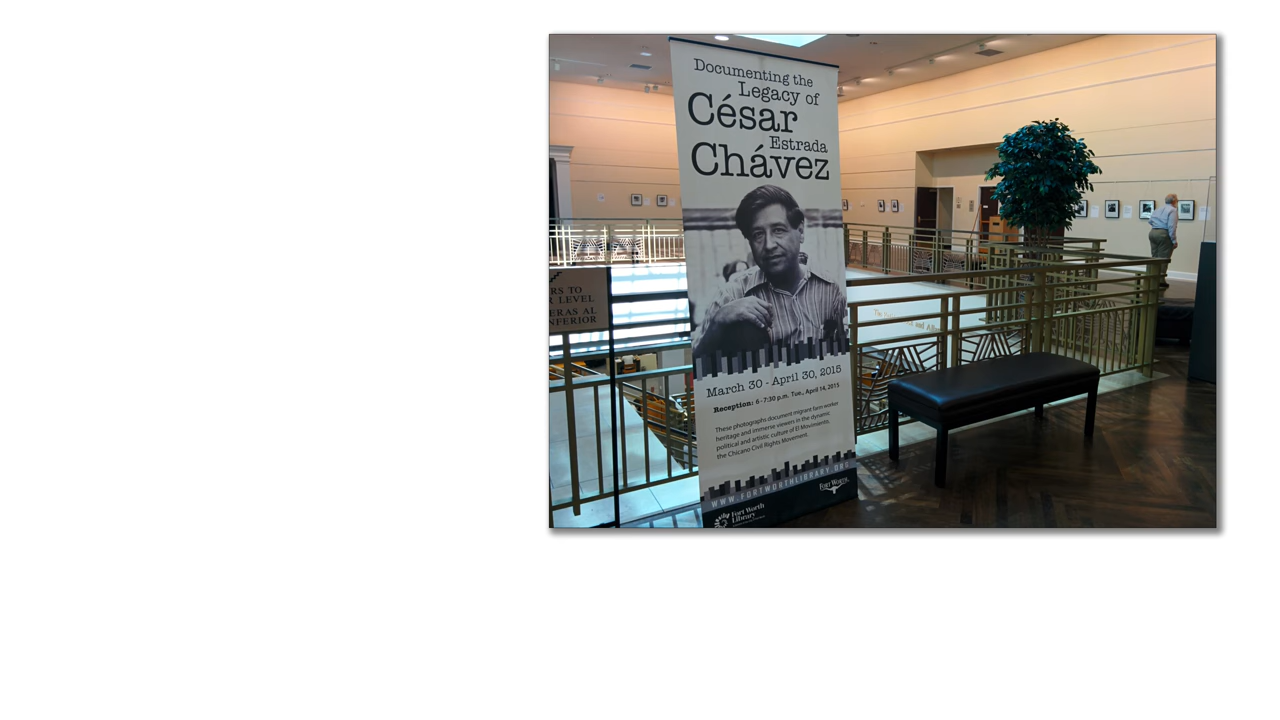 Documenting the
Legacy of
César
Estrada
Chávez
March 30 - April 30, 2015
Reception: 6-7:30 p.m. Tue., April 14, 2015
These photographs document migrant farm worker
heritage and immerse viewers in the dynamic
political and artistic culture of El Movimiento,
the Chicano Civil Rights Movement.
WWW.FORTWORTHLIBRARY.ORG
Fort Worth
Library
FORT WORTH
RS TO
R LEVEL
ERAS AL
NFERIOR